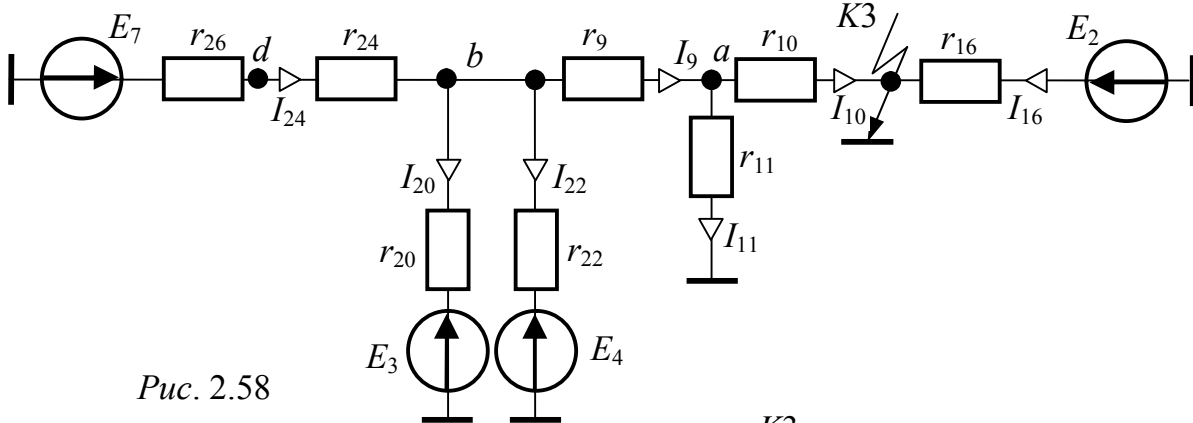 E7 r26 d r24 b r9 I9 a r10 K3 r16 E2
I24 I10 I16
r11
I20 I22
I11
r20 r22
E3 E4
Рис. 2.58